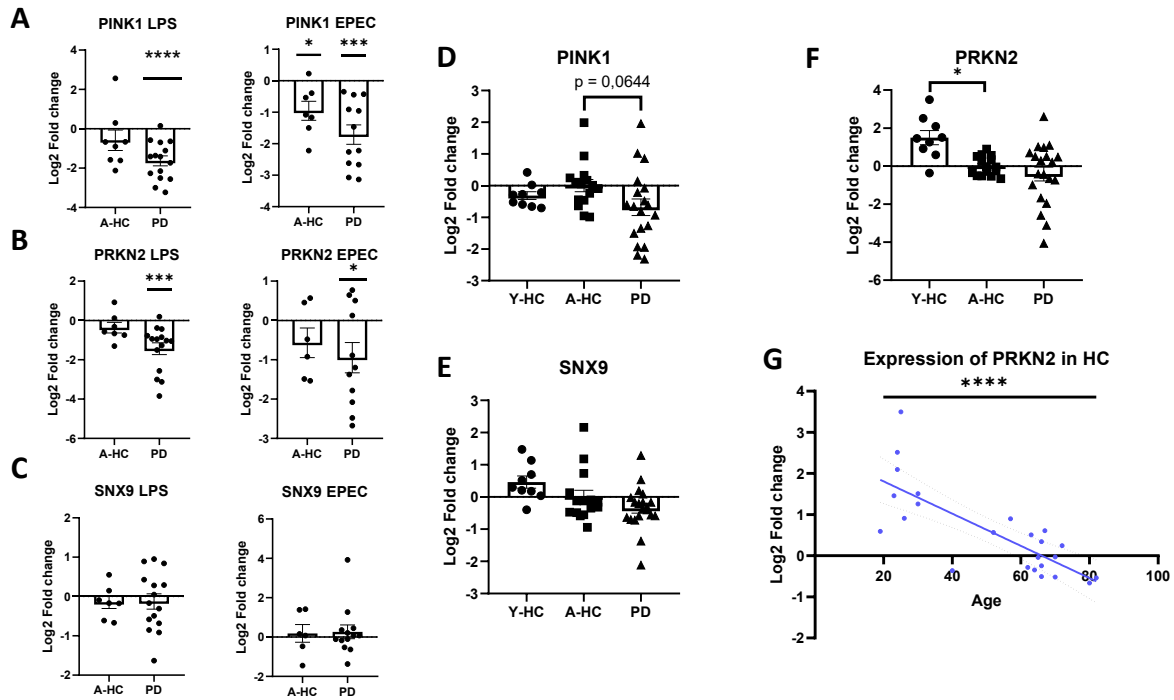 A
PINK1 LPS
****
Log2 Fold change
4
2
0
-2
-4
A-HC
PD
PINK1 EPEC
*
***
Log2 Fold change
1
0
-1
-2
-3
-4
A-HC
PD
B
PRKN2 LPS
***
Log2 Fold change
2
0
-2
-4
-6
A-HC
PD
PRKN2 EPEC
*
Log2 Fold change
1
0
-1
-2
-3
A-HC
PD
C
SNX9 LPS
Log2 Fold change
2
1
0
-1
-2
A-HC
PD
SNX9 EPEC
Log2 Fold change
6
4
2
0
-2
A-HC
PD
D
PINK1
p = 0,0644
Log2 Fold change
3
2
1
0
-1
-2
-3
Y-HC
A-HC
PD
E
SNX9
Log2 Fold change
3
2
1
0
-1
-2
-3
Y-HC
A-HC
PD
F
PRKN2
*
Log2 Fold change
4
2
0
-2
-4
-6
Y-HC
A-HC
PD
G
Expression of PRKN2 in HC
****
Log2 Fold change
4
3
2
1
0
-1
-2
20
40
60
80
100
Age